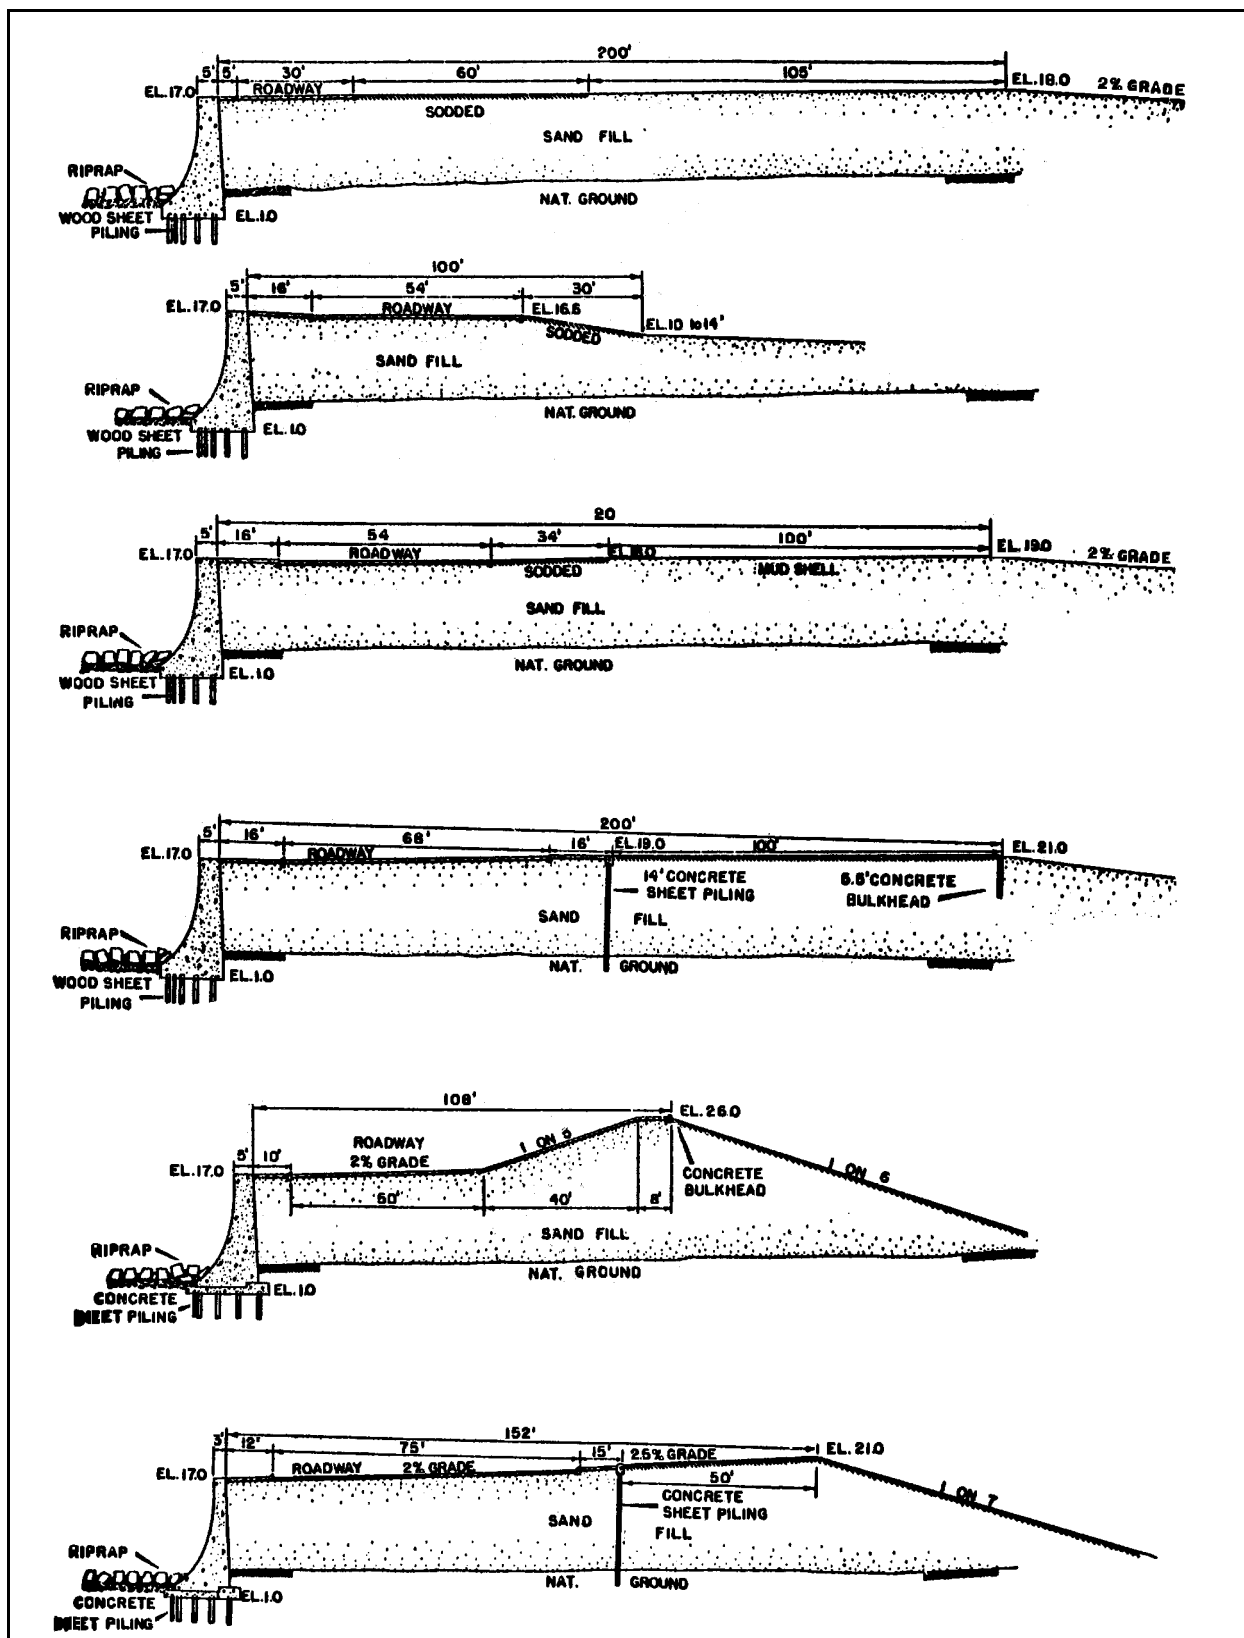 200'
5' 5' 30' 60' 105'
EL.17.0 ROADWAY EL.18.0 2% GRADE
SODDED
SAND FILL
RIPRAP
NAT. GROUND
WOOD SHEET EL.1.0
PILING
100'
5' 16' 54' 30'
EL.17.0 ROADWAY EL.16.6
EL.10 to 14'
SODDED
SAND FILL
RIPRAP
NAT. GROUND
WOOD SHEET EL.1.0
PILING
20
5' 16' 54 34' 100'
EL.17.0 ROADWAY EL.19.0 2% GRADE
SODDED MUD SHELL
SAND FILL
RIPRAP
NAT. GROUND
WOOD SHEET EL.1.0
PILING
200'
5' 16' 68' 16' EL.19.0 100'
EL.17.0 ROADWAY EL.21.0
14' CONCRETE
SHEET PILING
CONCRETE
BULKHEAD
SAND FILL
RIPRAP
NAT. GROUND
WOOD SHEET EL.1.0
PILING
108'
EL.26.0
5' 10' ROADWAY 1 ON 5
EL.17.0 2% GRADE
CONCRETE
BULKHEAD
1 ON 6
40' 8'
SAND FILL
RIPRAP
NAT. GROUND
CONCRETE EL.1.0
PILING
152'
3' 12' 75' 15' 2.5% GRADE EL.21.0
EL.17.0 ROADWAY 2% GRADE
50'
CONCRETE
SHEET PILING
1 ON 7
SAND FILL
RIPRAP
NAT. GROUND
CONCRETE EL.1.0
PILING